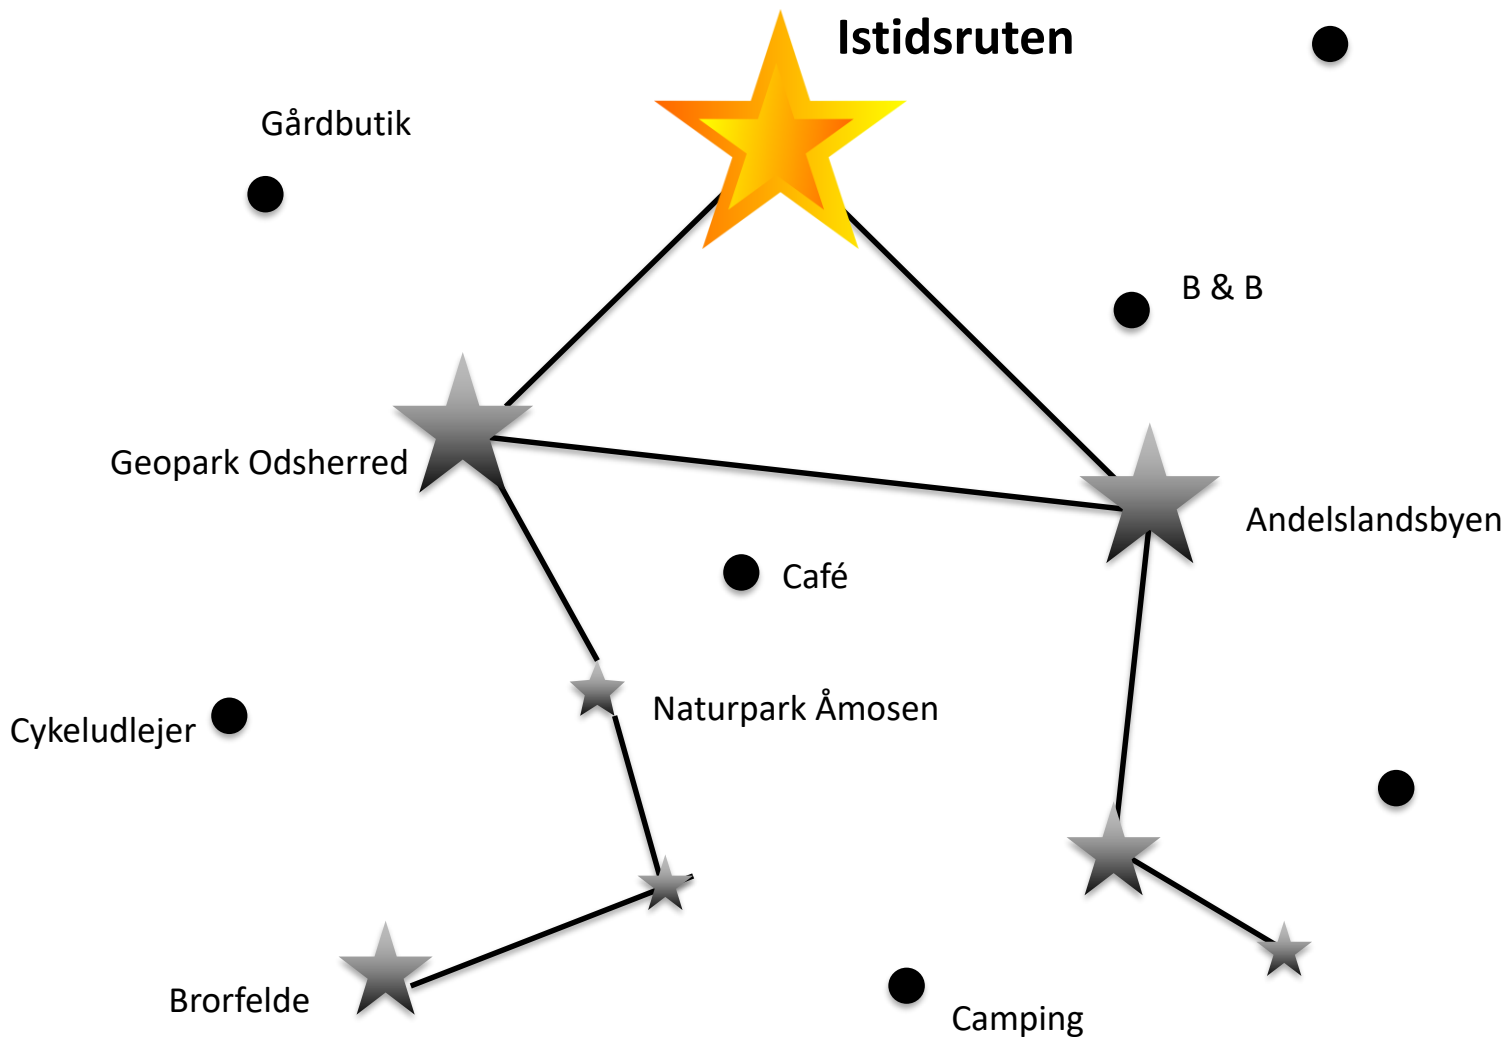 Istidsruten
Gårdbutik
B & B
Geopark Odsherred
Andelslandsbyen
Café
Naturpark Åmosen
Cykeludlejer
Brorfelde
Camping